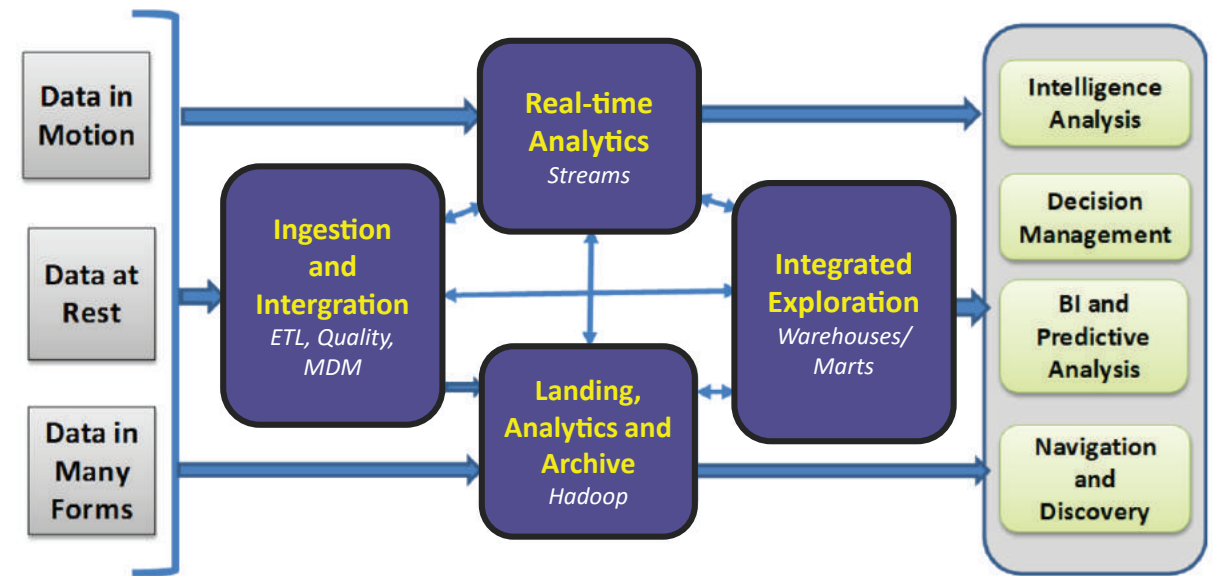 Data in
Motion
Data at
Rest
Data in
Many
Forms
Ingestion
and
Intergration
ETL, Quality,
MDM
Real-time
Analytics
Streams
Landing,
Analytics and
Archive
Hadoop
Integrated
Exploration
Warehouses/
Marts
Intelligence
Analysis
Decision
Management
BI and
Predictive
Analysis
Navigation
and
Discovery